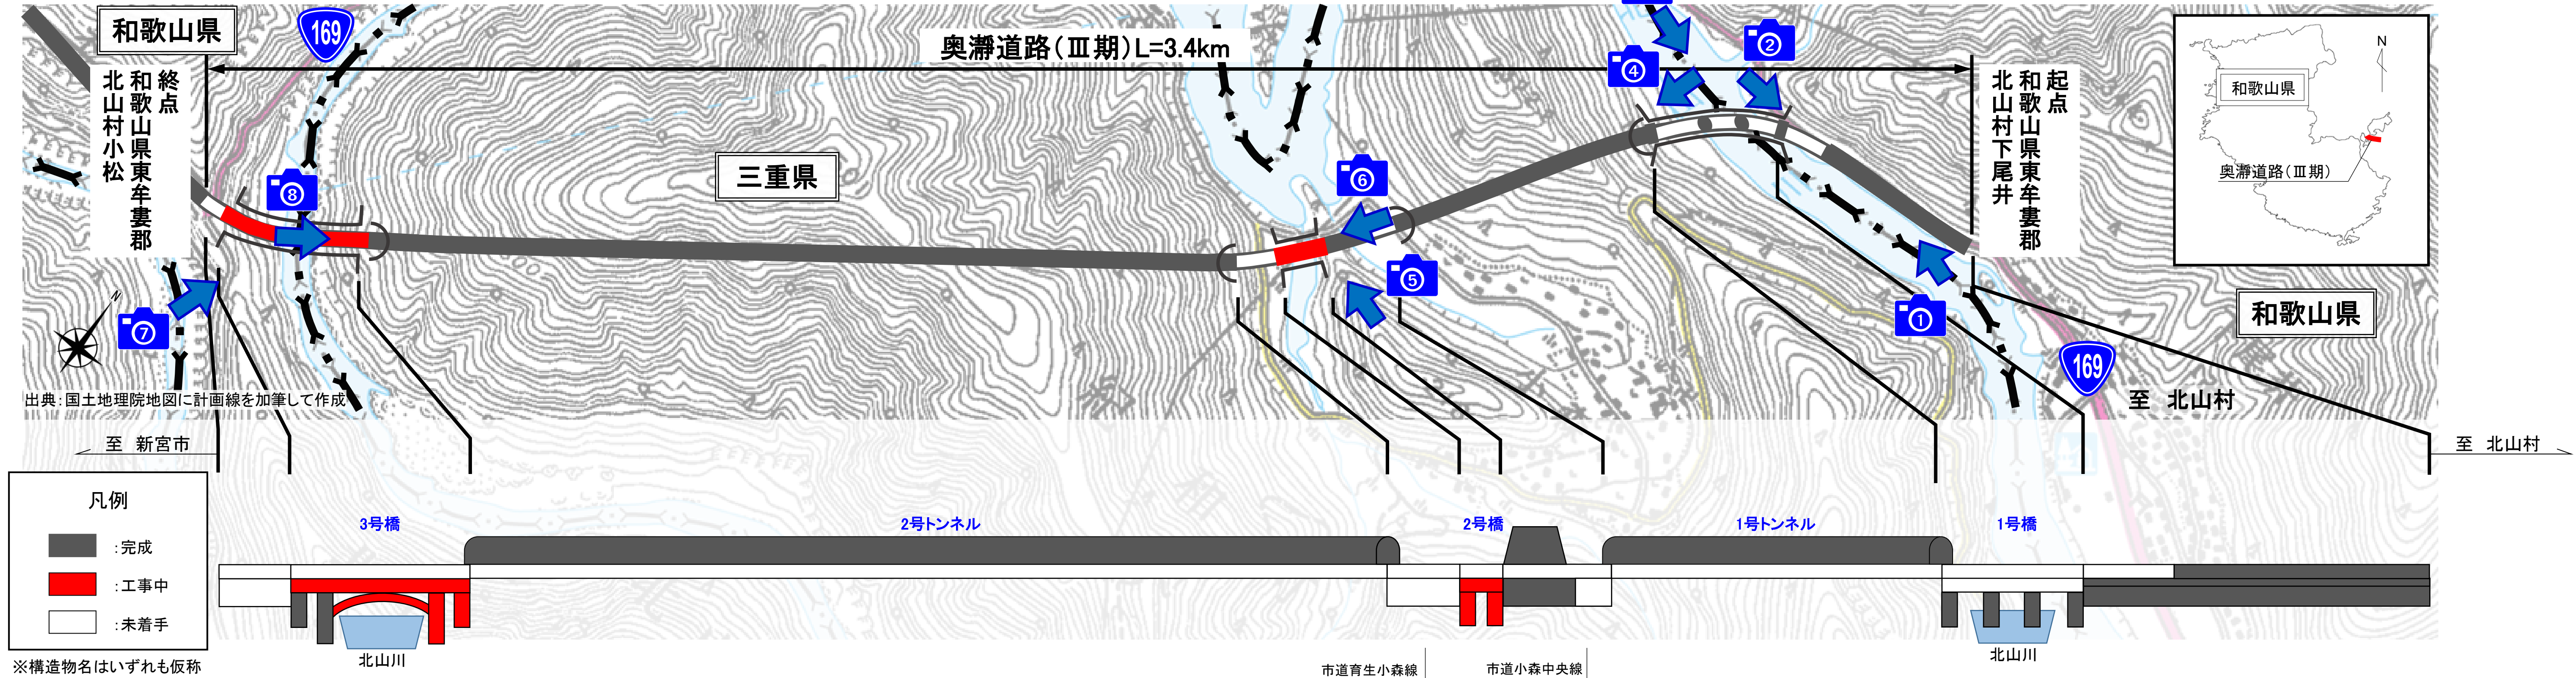 和歌山県
169
奥瀞道路(Ⅲ期)L=3.4km
終点
和歌山県東牟婁郡
北山村小松
三重県
起点
和歌山県東牟婁郡
北山村下尾井
N
和歌山県
奥瀞道路(Ⅲ期)
和歌山県
④
②
⑥
⑧
⑤
①
⑦
N
169
至 北山村
出典:国土地理院地図に計画線を加筆して作成
至 新宮市
至 北山村
凡例
:完成
:工事中
:未着手
※構造物名はいずれも仮称
3号橋
2号トンネル
2号橋
1号トンネル
1号橋
北山川
北山川
市道育生小森線
市道小森中央線